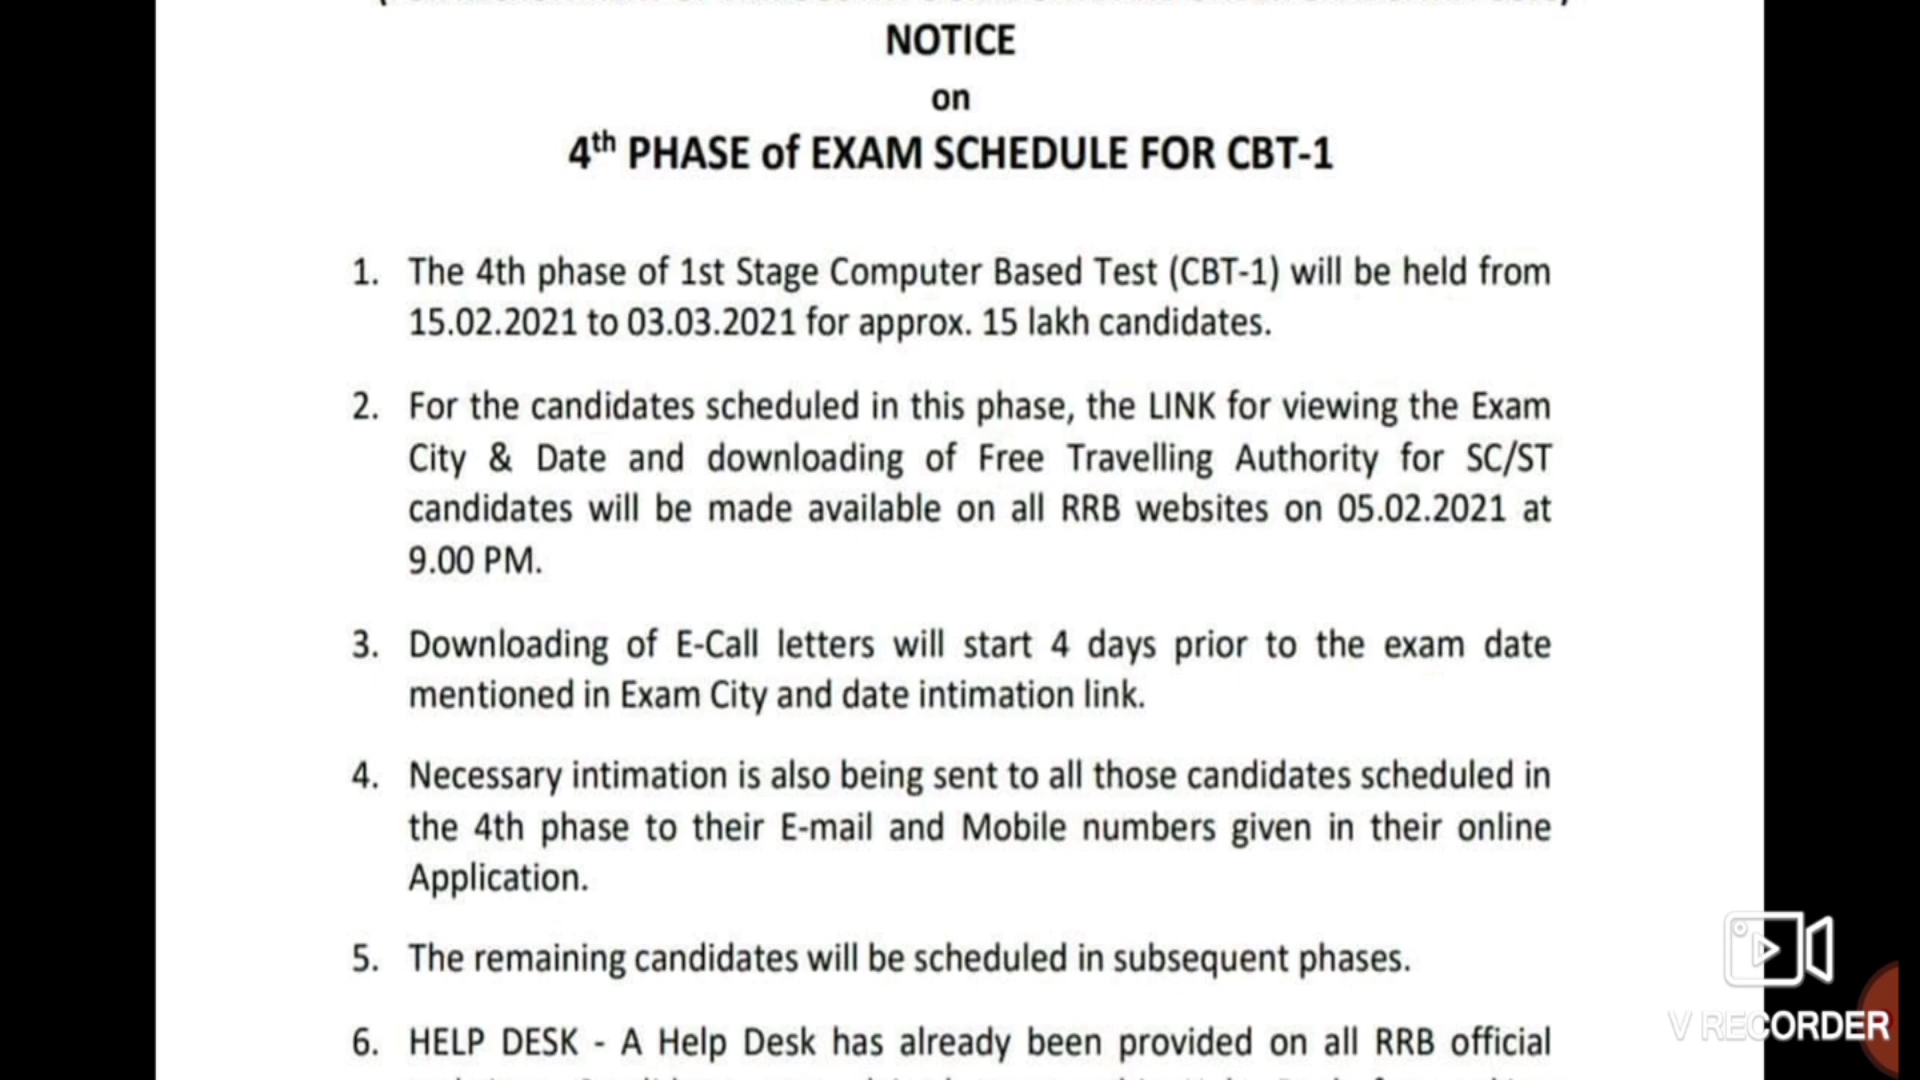 NOTICE
on
4th PHASE of EXAM SCHEDULE FOR CBT-1
1. The 4th phase of 1st Stage Computer Based Test (CBT-1) will be held from
15.02.2021 to 03.03.2021 for approx. 15 lakh candidates.
2. For the candidates scheduled in this phase, the LINK for viewing the Exam
City & Date and downloading of Free Travelling Authority for SC/ST
candidates will be made available on all RRB websites on 05.02.2021 at
9.00 PM.
3. Downloading of E-Call letters will start 4 days prior to the exam date
mentioned in Exam City and date intimation link.
4. Necessary intimation is also being sent to all those candidates scheduled in
the 4th phase to their E-mail and Mobile numbers given in their online
Application.
5. The remaining candidates will be scheduled in subsequent phases.
6. HELP DESK - A Help Desk has already been provided on all RRB official
V RECORDER